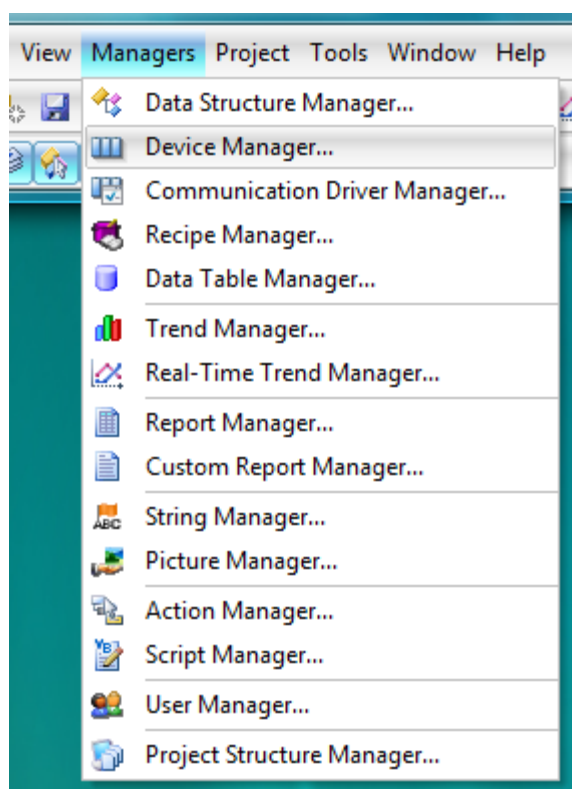 View Managers Project Tools Window Help
Data Structure Manager...
Device Manager...
Communication Driver Manager...
Recipe Manager...
Data Table Manager...
Trend Manager...
Real-Time Trend Manager...
Report Manager...
Custom Report Manager...
ABC String Manager...
Picture Manager...
Action Manager...
VB Script Manager...
User Manager...
Project Structure Manager...